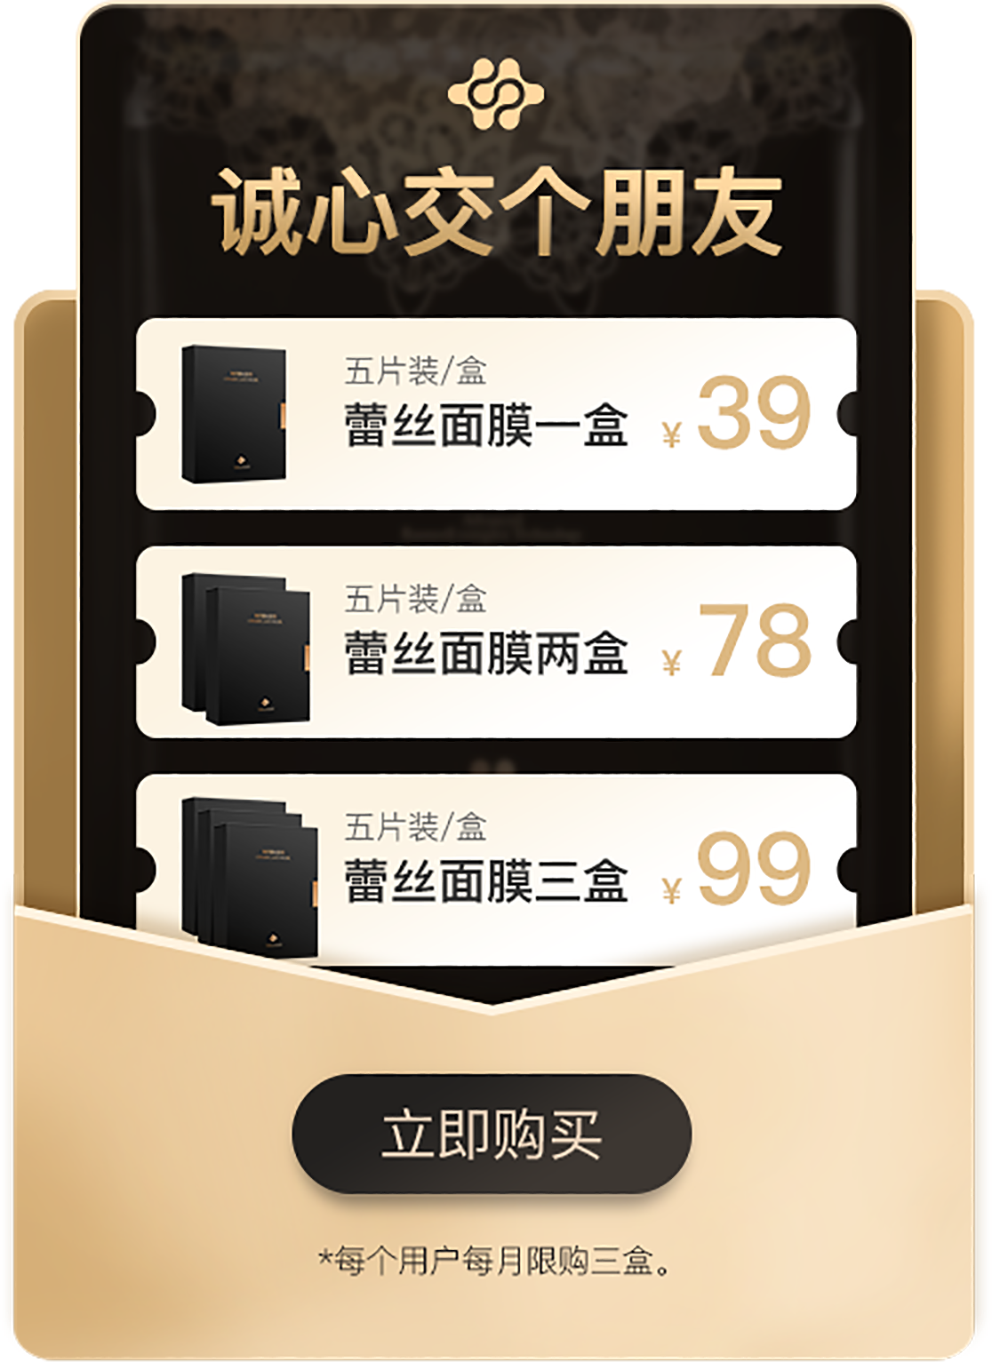 诚心交个朋友
五片装/盒
蕾丝面膜一盒 ¥ 39
五片装/盒
蕾丝面膜两盒 ¥ 78
五片装/盒
蕾丝面膜三盒 ¥ 99
立即购买
*每个用户每月限购三盒。